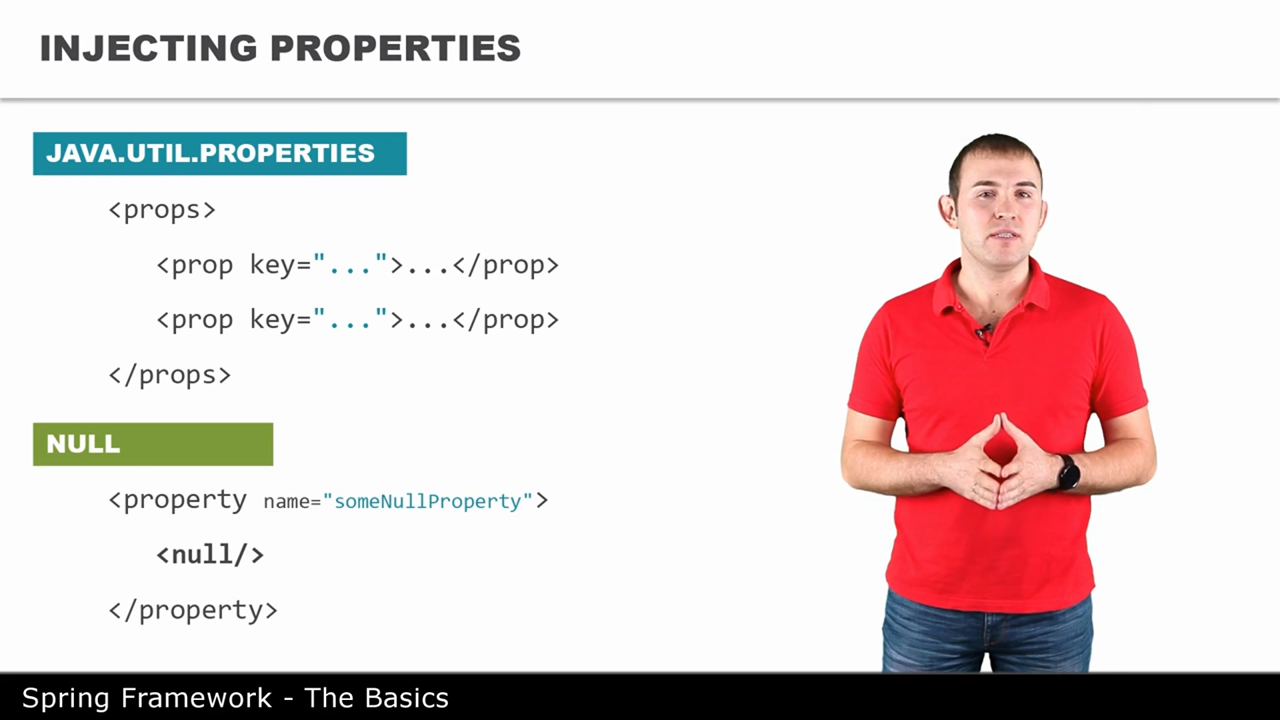 INJECTING PROPERTIES
JAVA.UTIL.PROPERTIES
<props>
<prop key="...">...</prop>
<prop key="...">...</prop>
</props>
NULL
<property name="someNullProperty">
<null/>
</property>
Spring Framework - The Basics